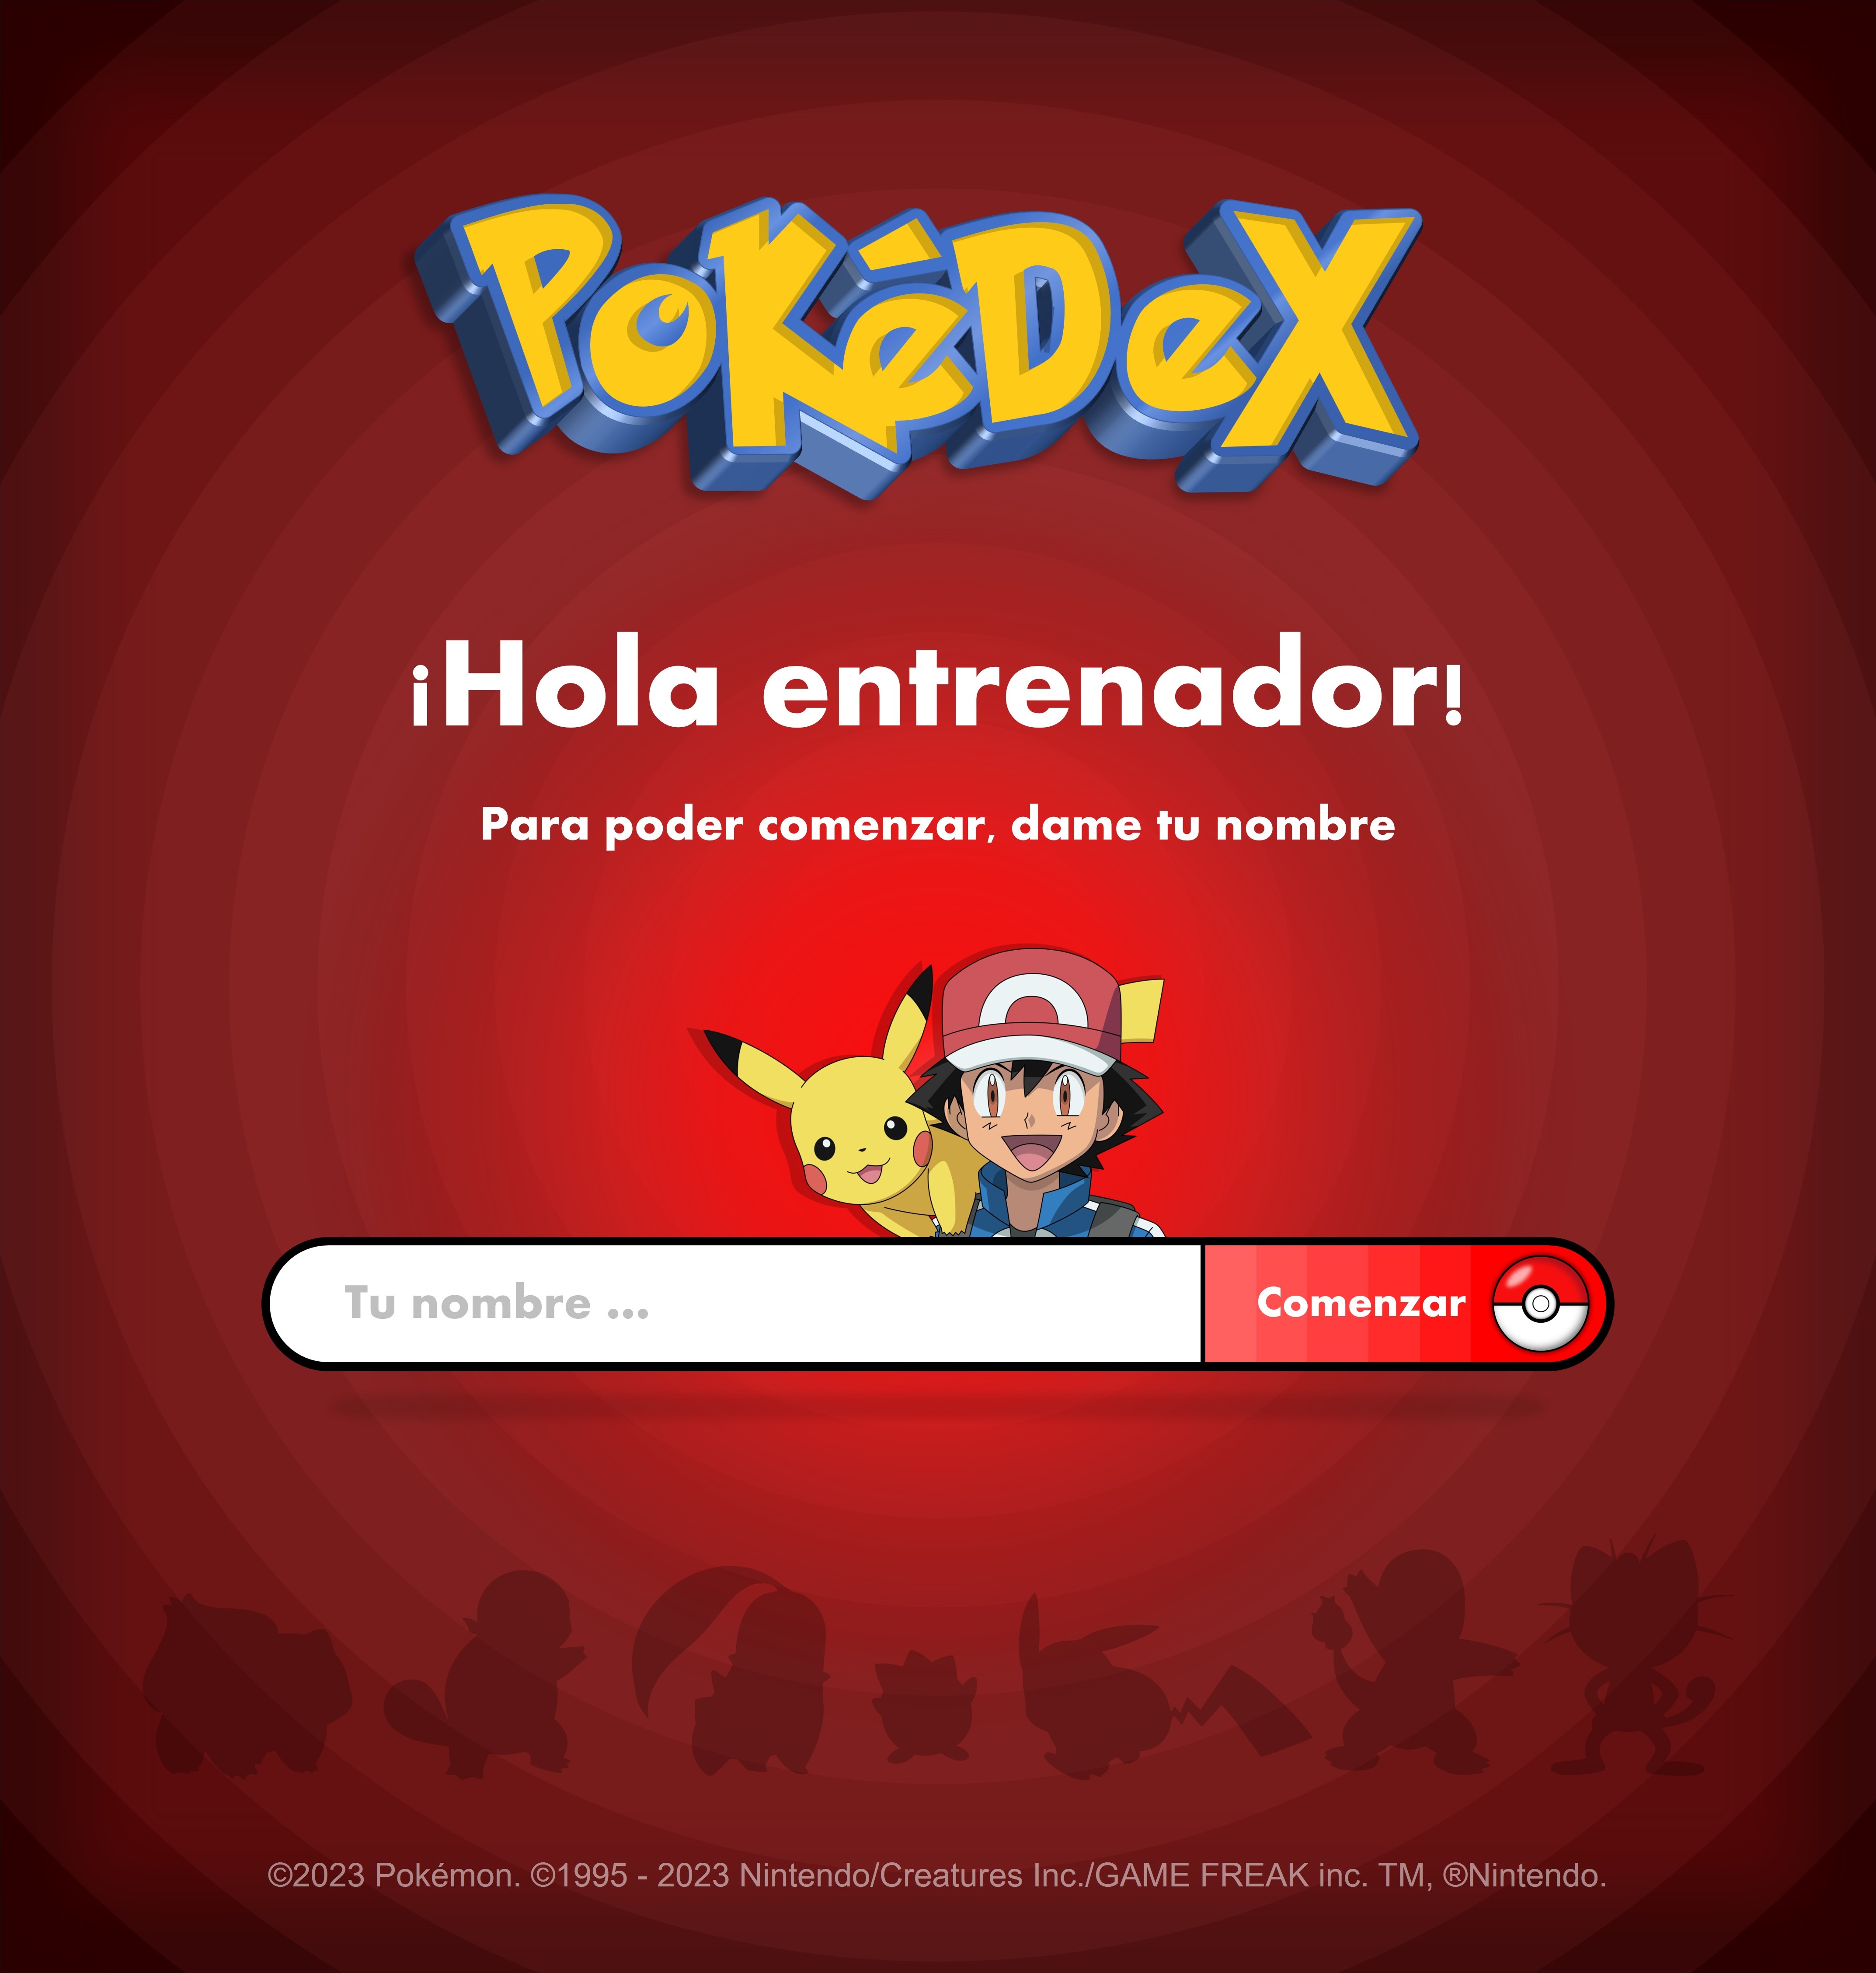 PoKéDeX
¡Hola entrenador!
Para poder comenzar, dame tu nombre
Tu nombre ...
Comenzar
©2023 Pokémon. ©1995 - 2023 Nintendo/Creatures Inc./GAME FREAK inc. TM, ®Nintendo.